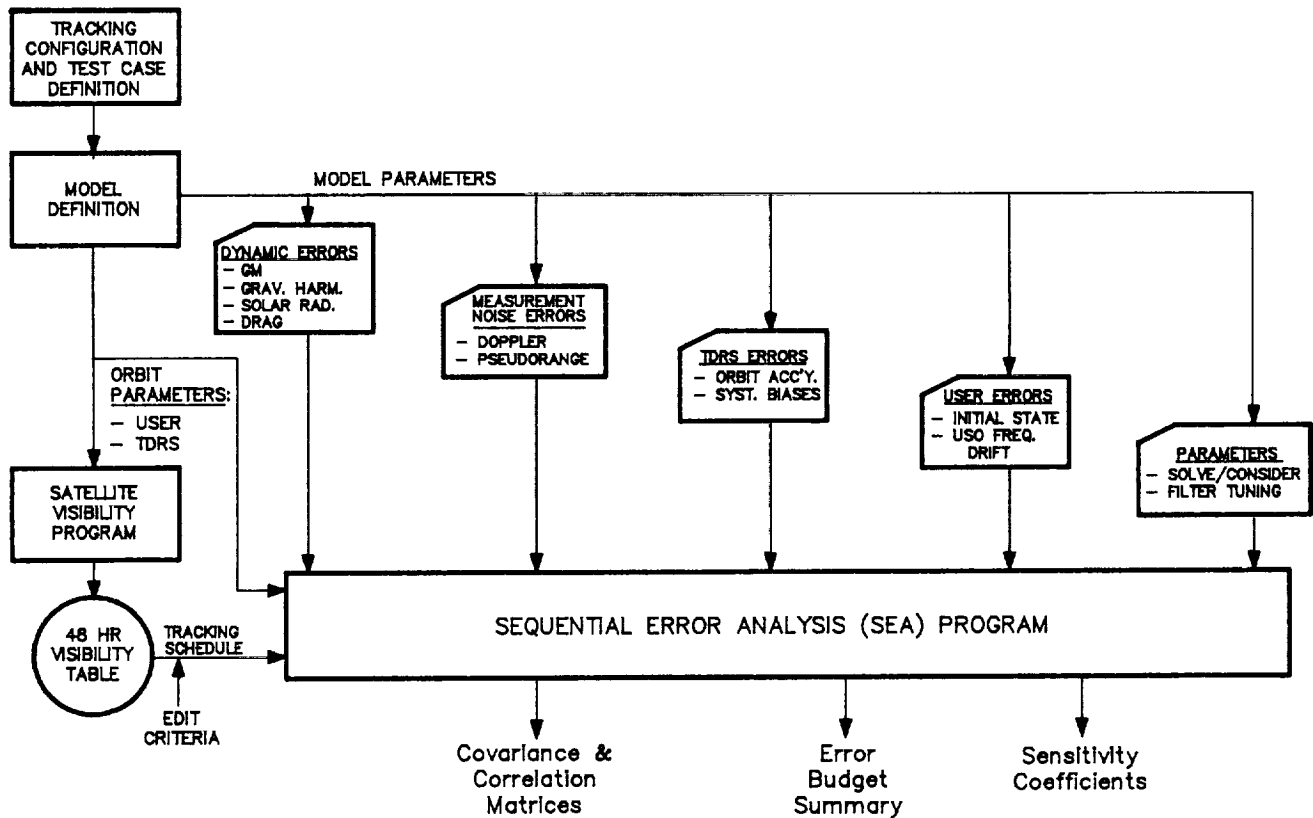 TRACKING
CONFIGURATION
AND TEST CASE
DEFINITION
MODEL
DEFINITION
MODEL PARAMETERS
DYNAMIC ERRORS
– GM
– GRAV. HARM.
– SOLAR RAD.
– DRAG
MEASUREMENT
NOISE ERRORS
– DOPPLER
– PSEUDORANGE
TDRS ERRORS
– ORBIT ACC'Y.
– SYST. BIASES
USER ERRORS
– INITIAL STATE
– USO FREQ.
DRIFT
PARAMETERS
– SOLVE/CONSIDER
– FILTER TUNING
ORBIT
PARAMETERS:
– USER
– TDRS
SATELLITE
VISIBILITY
PROGRAM
48 HR
VISIBILITY
TABLE
TRACKING
SCHEDULE
EDIT
CRITERIA
SEQUENTIAL ERROR ANALYSIS (SEA) PROGRAM
Covariance &
Correlation
Matrices
Error
Budget
Summary
Sensitivity
Coefficients